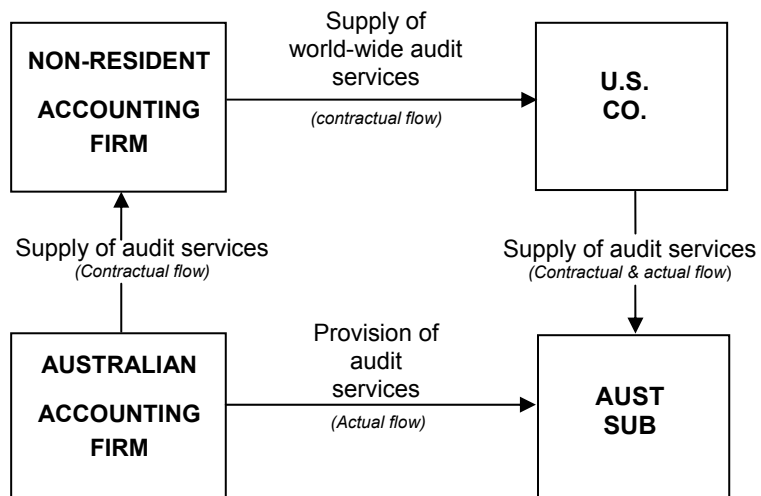 NON-RESIDENT
ACCOUNTING
FIRM
Supply of
world-wide audit
services
(contractual flow)
U.S.
CO.
Supply of audit services
(Contractual flow)
Supply of audit services
(Contractual & actual flow)
AUSTRALIAN
ACCOUNTING
FIRM
Provision of
audit
services
(Actual flow)
AUST
SUB